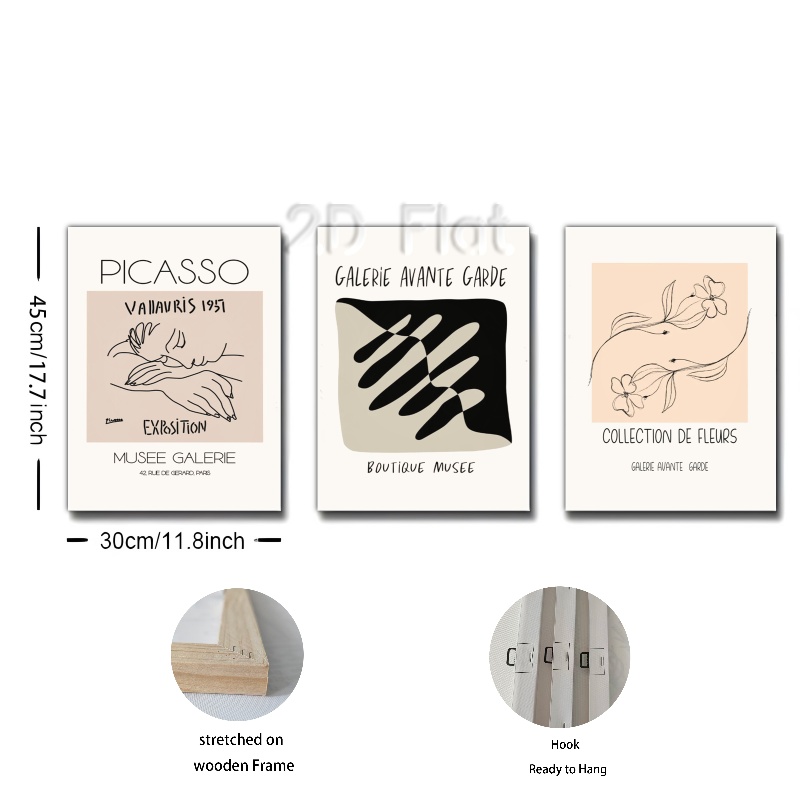 2D Flat
PICASSO
VAllAURIS 1957
Picasso
EXPOSITION
MUSEE GALERIE
42, RUE DE GERARD, PARIS
GALERIE AVANTE GARDE
BOUTIQUE MUSEE
COLLECTION DE FLEURS
GALERIE AVANTE GARDE
45cm/17.7inch
30cm/11.8inch
stretched on
wooden Frame
Hook
Ready to Hang